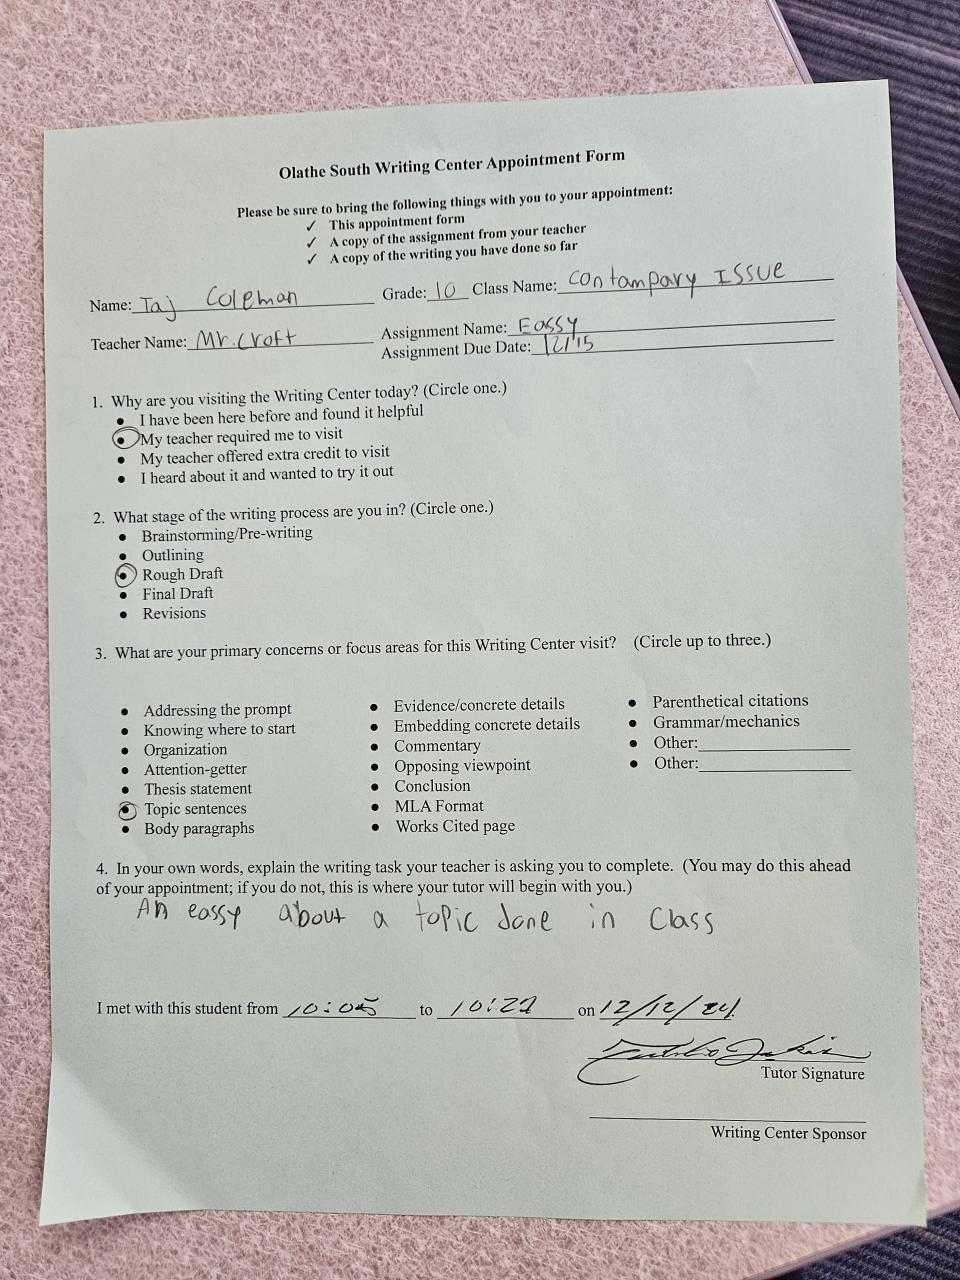 Olathe South Writing Center Appointment Form
Please be sure to bring the following things with you to your appointment:
✓ This appointment form
✓ A copy of the assignment from your teacher
✓ A copy of the writing you have done so far
Name: Taj Coleman Grade: 10 Class Name: Contampary Issue
Teacher Name: Mr. Croft Assignment Name: Eassy
Assignment Due Date: 12/15
1. Why are you visiting the Writing Center today? (Circle one.)
• I have been here before and found it helpful
• My teacher required me to visit
• My teacher offered extra credit to visit
• I heard about it and wanted to try it out
2. What stage of the writing process are you in? (Circle one.)
• Brainstorming/Pre-writing
• Outlining
• Rough Draft
• Final Draft
• Revisions
3. What are your primary concerns or focus areas for this Writing Center visit? (Circle up to three.)
• Addressing the prompt
• Knowing where to start
• Organization
• Attention-getter
• Thesis statement
• Topic sentences
• Body paragraphs
• Evidence/concrete details
• Embedding concrete details
• Commentary
• Opposing viewpoint
• Conclusion
• MLA Format
• Works Cited page
• Parenthetical citations
• Grammar/mechanics
• Other:
• Other:
4. In your own words, explain the writing task your teacher is asking you to complete. (You may do this ahead
of your appointment; if you do not, this is where your tutor will begin with you.)
An eassy about a topic done in Class
I met with this student from 10:05 to 10:22 on 12/12/24
Tutor Signature
Writing Center Sponsor